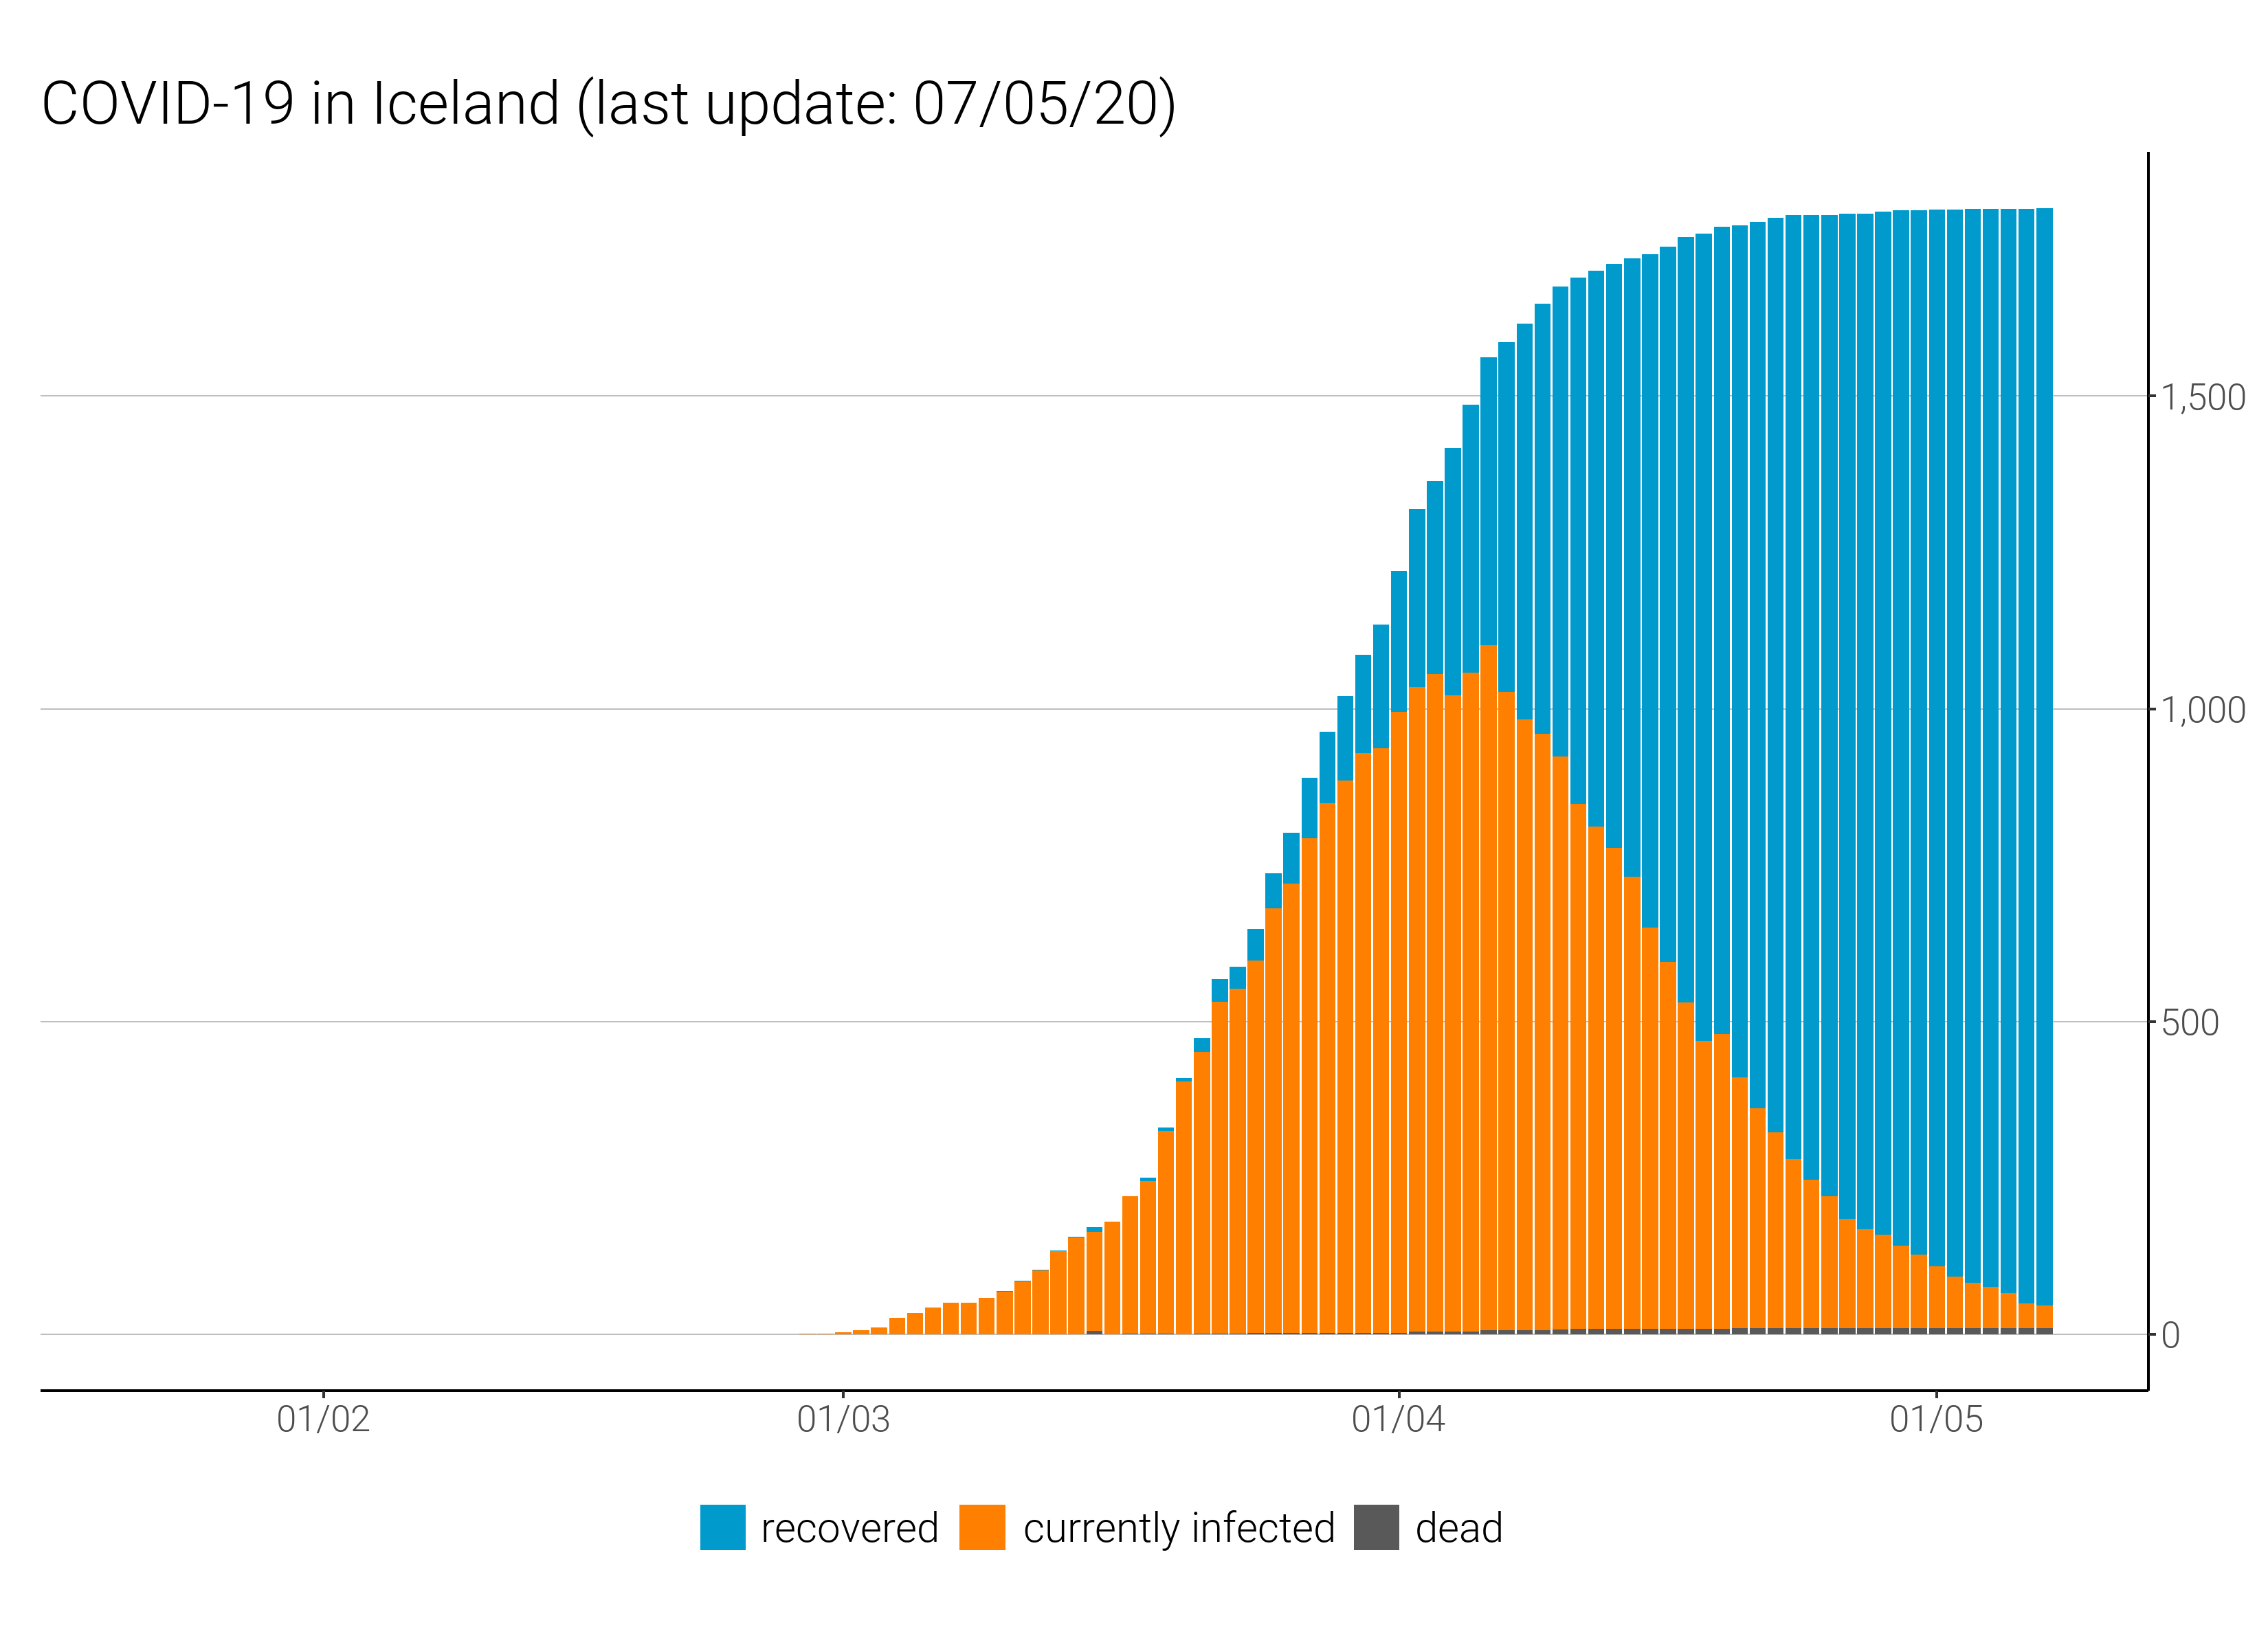 COVID-19 in Iceland (last update: 07/05/20)
1,500
1,000
500
0
01/02 01/03 01/04 01/05
recovered currently infected dead